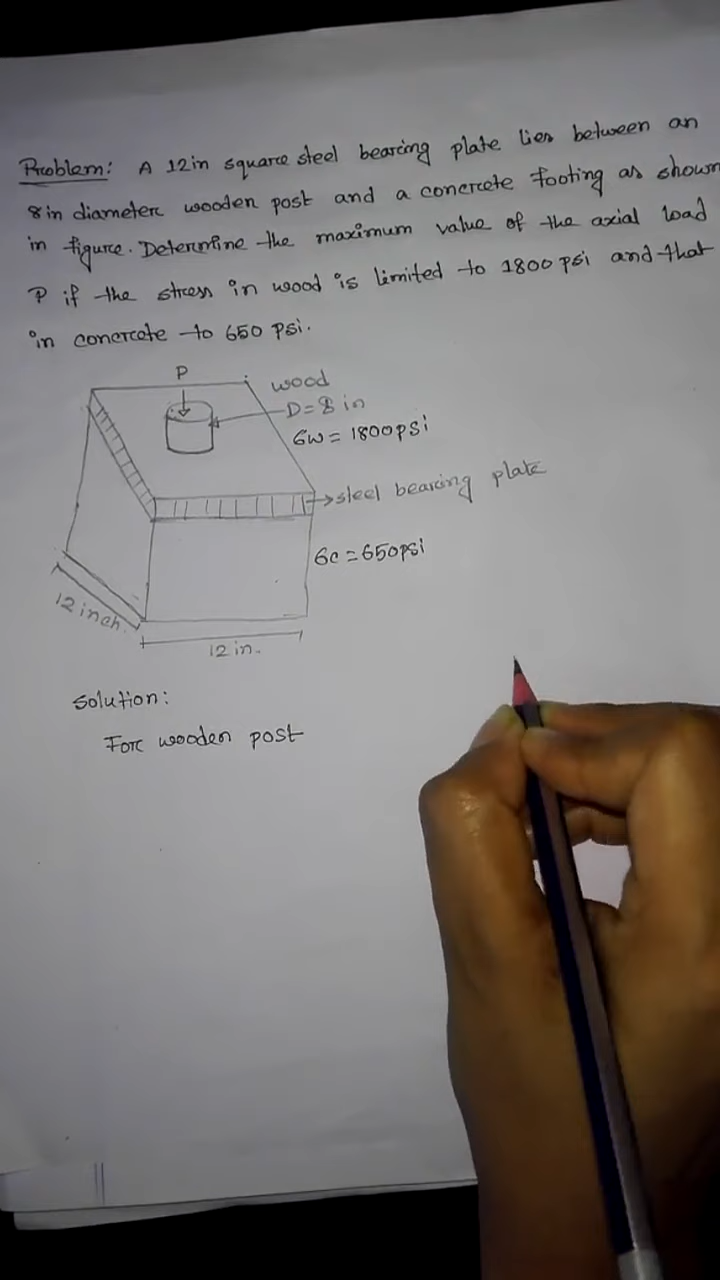 Problem: A 12in square steel bearing plate lies between an
8in diameter wooden post and a concrete footing as shown
in figure. Determine the maximum value of the axial load
P if the stress in wood is limited to 1800 psi and that
in concrete to 650 psi.
P
wood
D=8 in
σw = 1800psi
steel bearing plate
σc = 650psi
12 inch.
12 in.
Solution:
For wooden post